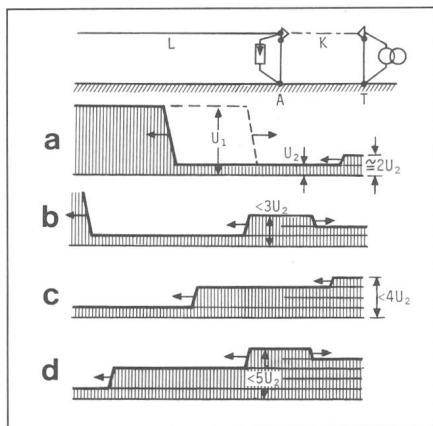 L K
A T
a U₁ U₂ ≅2U₂
b <3U₂
c <4U₂
d <5U₂